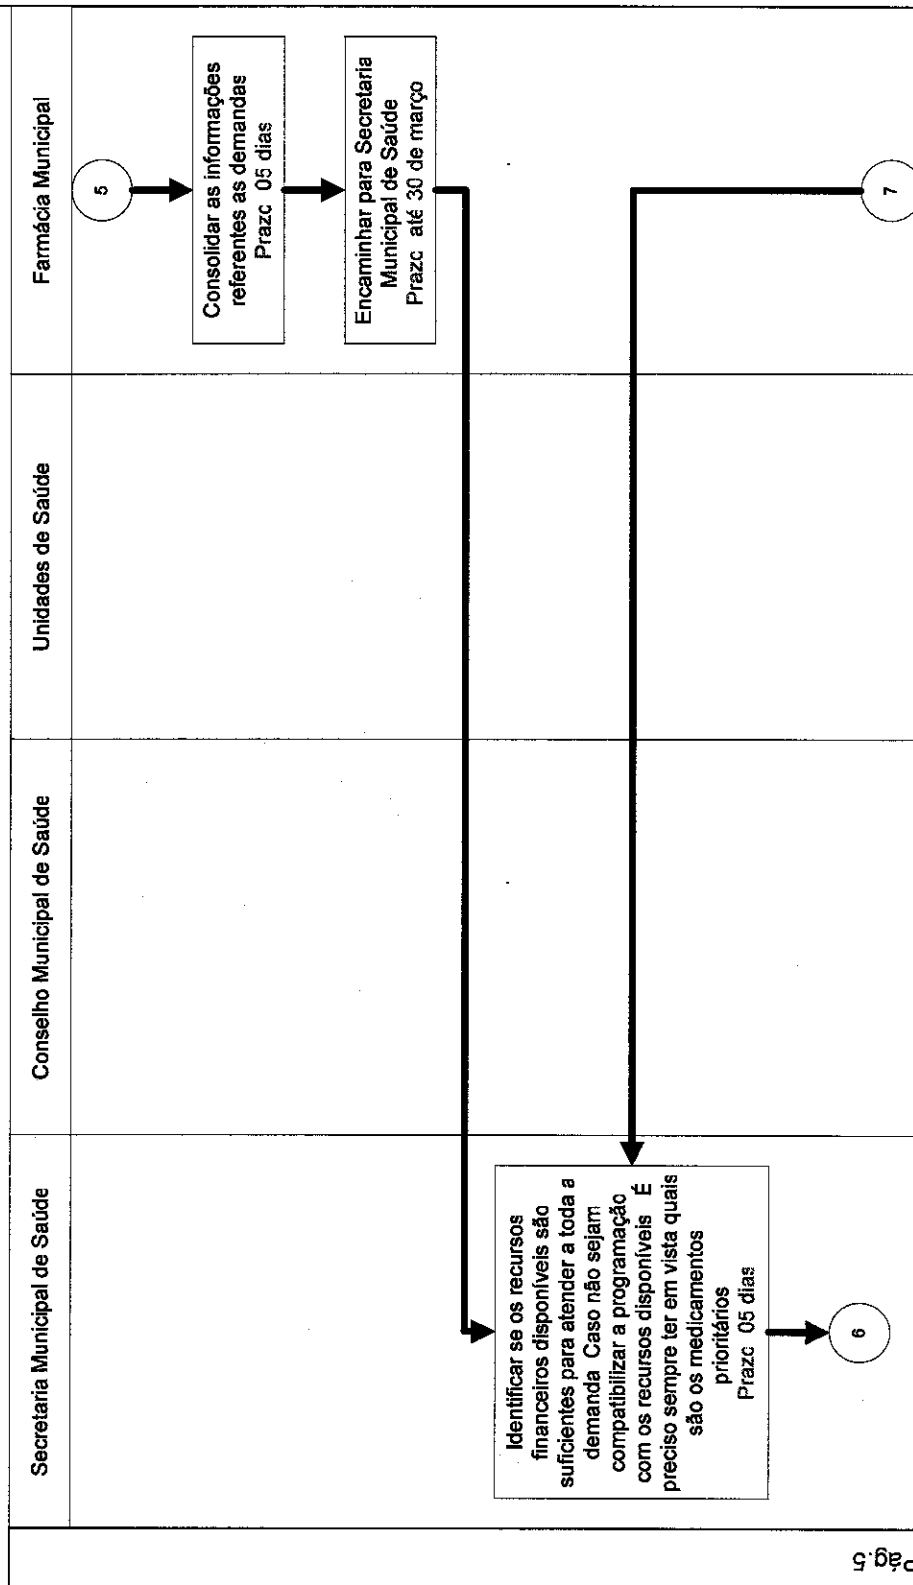 Secretaria Municipal de Saúde
Conselho Municipal de Saúde
Unidades de Saúde
Farmácia Municipal
5
Consolidar as informações
referentes as demandas
Prazc 05 dias
Encaminhar para Secretaria
Municipal de Saúde
Prazc até 30 de março
Identificar se os recursos
financeiros disponíveis são
suficientes para atender a toda a
demanda Caso não sejam
compatibilizar a programação
com os recursos disponíveis É
preciso sempre ter em vista quais
são os medicamentos
prioritários
Prazc 05 dias
6
7
Pág.5